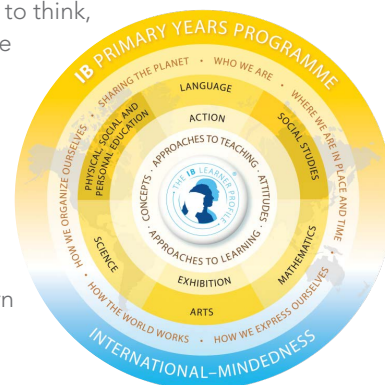 to think,
e
rn
IB PRIMARY YEARS PROGRAMME
INTERNATIONAL-MINDEDNESS
WHO WE ARE • WHERE WE ARE IN PLACE AND TIME • HOW WE EXPRESS OURSELVES • HOW THE WORLD WORKS • HOW WE ORGANIZE OURSELVES • SHARING THE PLANET •
LANGUAGE
SOCIAL STUDIES
MATHEMATICS
ARTS
SCIENCE
PHYSICAL, SOCIAL AND
PERSONAL EDUCATION
ACTION
EXHIBITION
CONCEPTS · APPROACHES TO TEACHING · ATTITUDES · APPROACHES TO LEARNING ·
THE IB LEARNER PROFILE